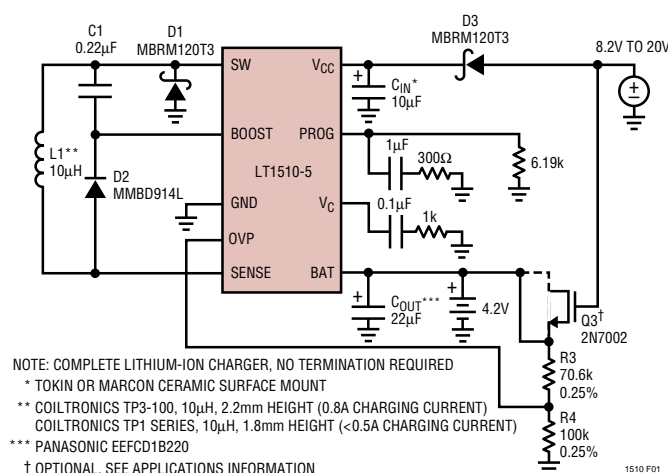 C1
0.22µF
D1
MBRM120T3
D3
MBRM120T3
8.2V TO 20V
SW
VCC
+
CIN*
10µF
+
–
L1**
10µH
BOOST
PROG
1µF
300Ω
6.19k
D2
MMBD914L
LT1510-5
GND
VC
0.1µF
1k
OVP
SENSE
BAT
+
COUT***
22µF
+
4.2V
Q3†
2N7002
R3
70.6k
0.25%
R4
100k
0.25%
NOTE: COMPLETE LITHIUM-ION CHARGER, NO TERMINATION REQUIRED
* TOKIN OR MARCON CERAMIC SURFACE MOUNT
** COILTRONICS TP3-100, 10µH, 2.2mm HEIGHT (0.8A CHARGING CURRENT)
COILTRONICS TP1 SERIES, 10µH, 1.8mm HEIGHT (<0.5A CHARGING CURRENT)
*** PANASONIC EEFCD1B220
† OPTIONAL, SEE APPLICATIONS INFORMATION
1510 F01